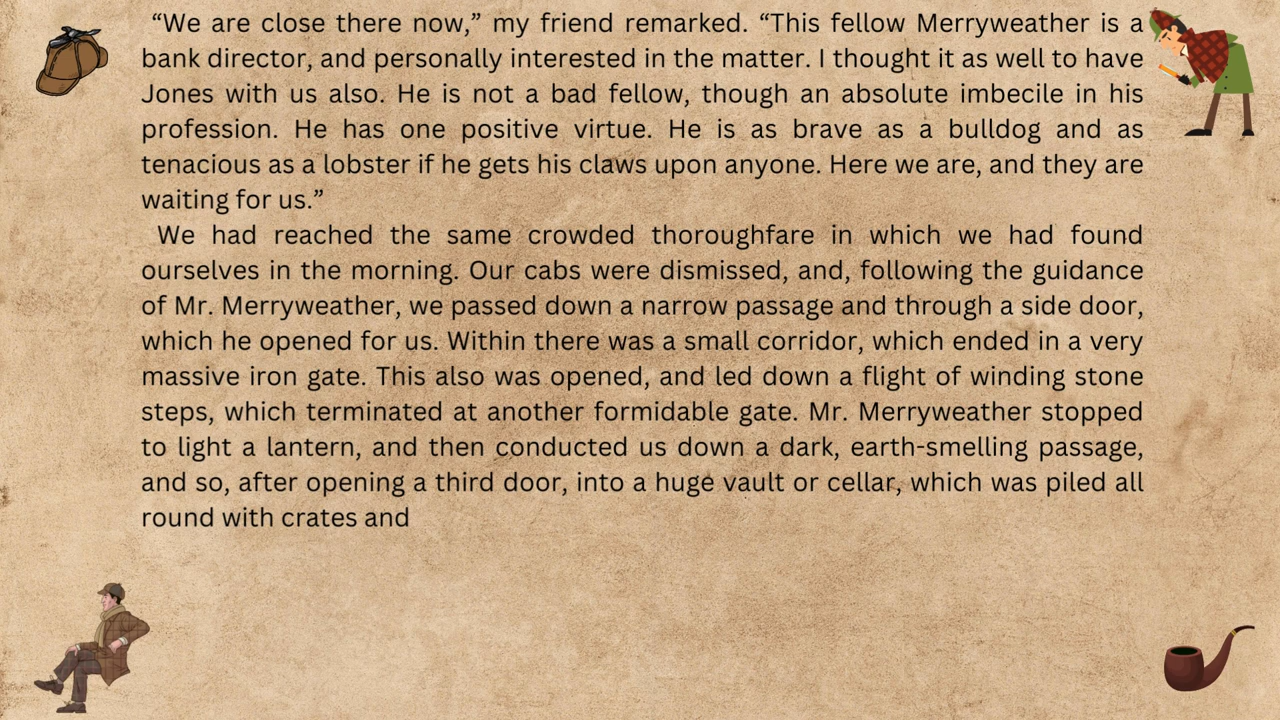 “We are close there now,” my friend remarked. “This fellow Merryweather is a
bank director, and personally interested in the matter. I thought it as well to have
Jones with us also. He is not a bad fellow, though an absolute imbecile in his
profession. He has one positive virtue. He is as brave as a bulldog and as
tenacious as a lobster if he gets his claws upon anyone. Here we are, and they are
waiting for us.”
We had reached the same crowded thoroughfare in which we had found
ourselves in the morning. Our cabs were dismissed, and, following the guidance
of Mr. Merryweather, we passed down a narrow passage and through a side door,
which he opened for us. Within there was a small corridor, which ended in a very
massive iron gate. This also was opened, and led down a flight of winding stone
steps, which terminated at another formidable gate. Mr. Merryweather stopped
to light a lantern, and then conducted us down a dark, earth-smelling passage,
and so, after opening a third door, into a huge vault or cellar, which was piled all
round with crates and